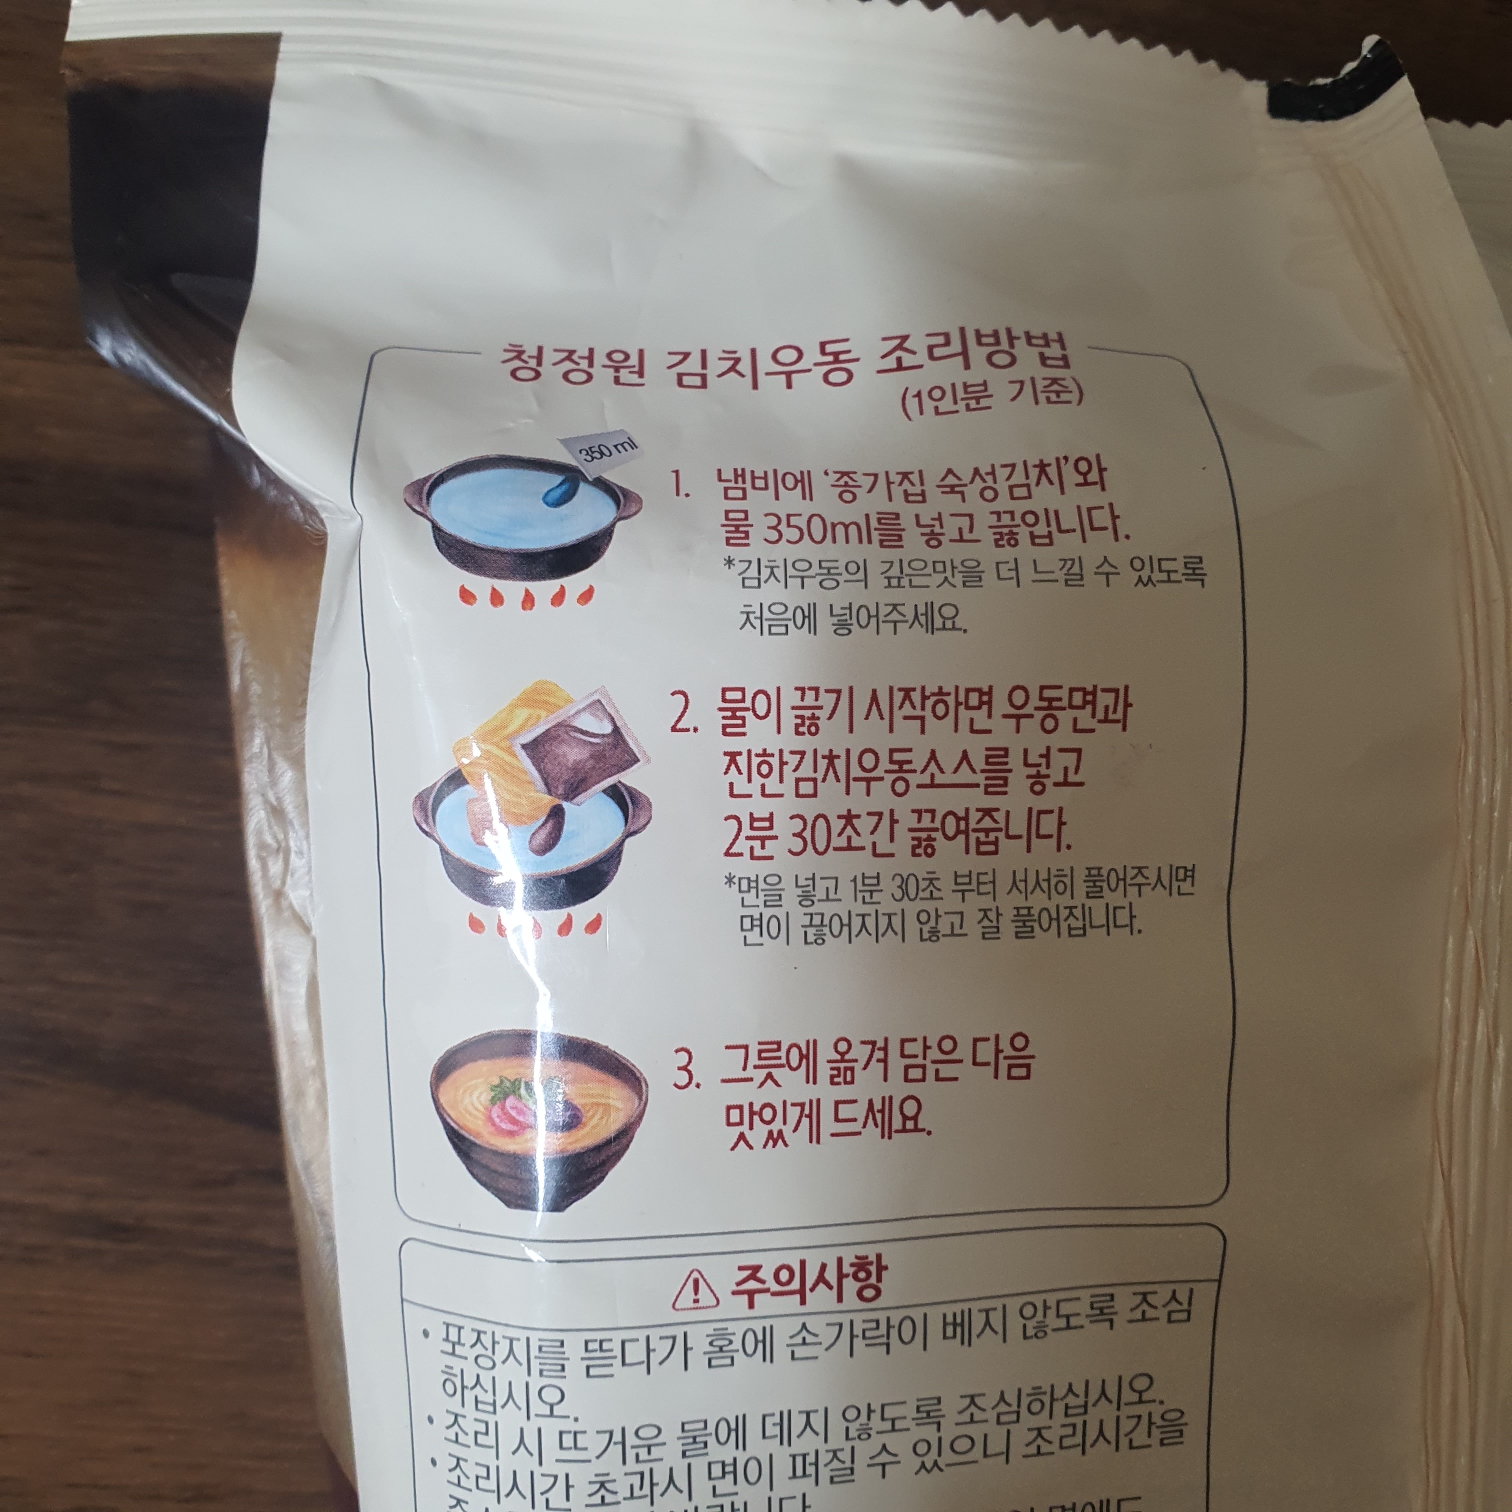 청정원 김치우동 조리방법
(1인분 기준)
350 ml
1. 냄비에 ‘종가집 숙성김치’와
물 350ml를 넣고 끓입니다.
*김치우동의 깊은맛을 더 느낄 수 있도록
처음에 넣어주세요.
2. 물이 끓기 시작하면 우동면과
진한김치우동소스를 넣고
2분 30초간 끓여줍니다.
*면을 넣고 1분 30초 부터 서서히 풀어주시면
면이 끊어지지 않고 잘 풀어집니다.
3. 그릇에 옮겨 담은 다음
맛있게 드세요.
주의사항
• 포장지를 뜯다가 홈에 손가락이 베지 않도록 조심
하십시오.
• 조리 시 뜨거운 물에 데지 않도록 조심하십시오.
• 조리시간 초과시 면이 퍼질 수 있으니 조리시간을